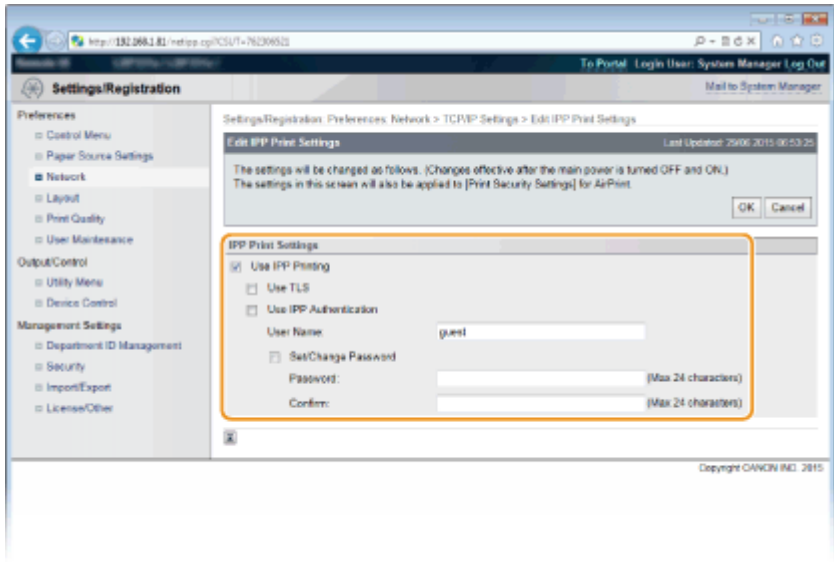 http://192.168.1.81/netipp.cgi?CSUT=762306521
To Portal Login User: System Manager Log Out
Settings/Registration
Mail to System Manager
Preferences
Control Menu
Paper Source Settings
Network
Layout
Print Quality
User Maintenance
Output/Control
Utility Menu
Device Control
Management Settings
Department ID Management
Security
Import/Export
License/Other
Settings/Registration: Preferences: Network > TCP/IP Settings > Edit IPP Print Settings
Edit IPP Print Settings
Last Updated: 29/06 2015 06:53:25
The settings will be changed as follows. (Changes effective after the main power is turned OFF and ON.)
The settings in this screen will also be applied to [Print Security Settings] for AirPrint.
OK Cancel
IPP Print Settings
Use IPP Printing
Use TLS
Use IPP Authentication
User Name: guest
Set/Change Password
Password: (Max 24 characters)
Confirm: (Max 24 characters)
Copyright CANON INC. 2015